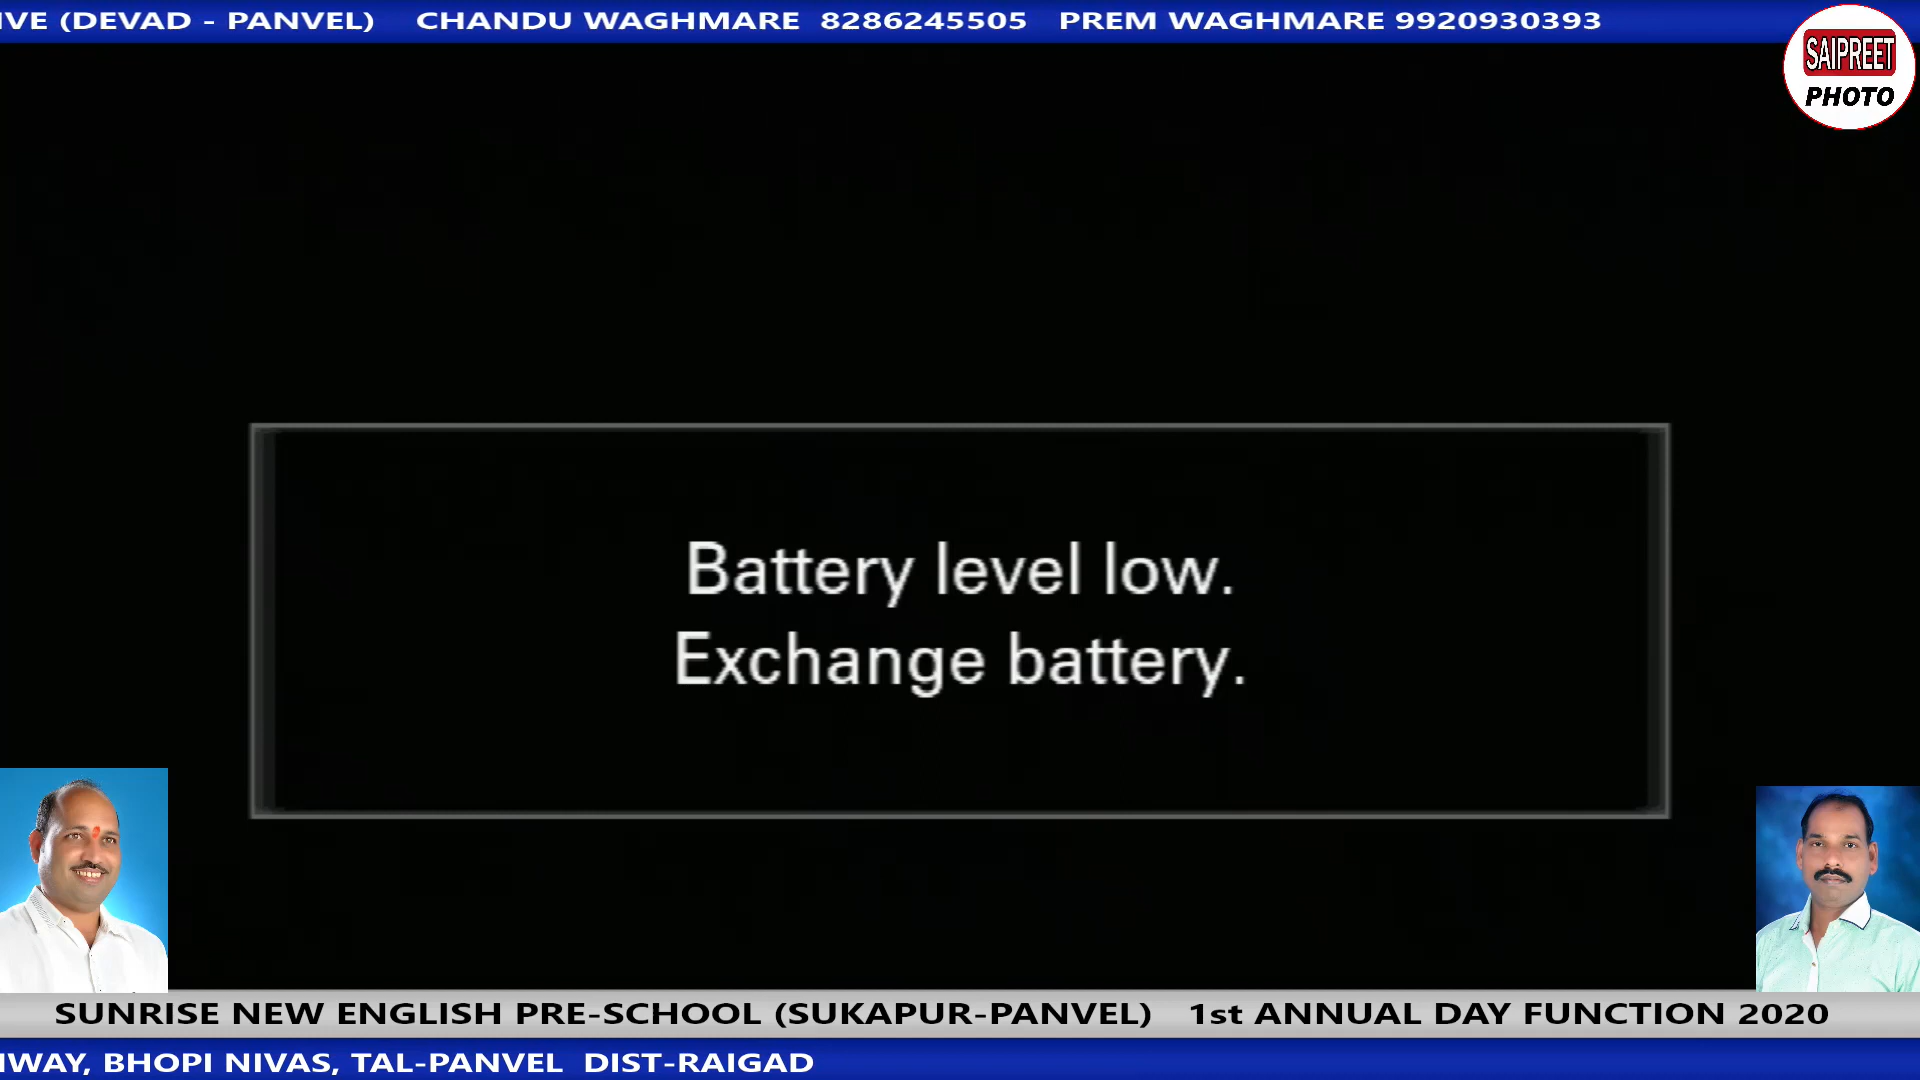 IVE (DEVAD - PANVEL) CHANDU WAGHMARE 8286245505 PREM WAGHMARE 9920930393
SAIPREET
PHOTO
Battery level low.
Exchange battery.
SUNRISE NEW ENGLISH PRE-SCHOOL (SUKAPUR-PANVEL) 1st ANNUAL DAY FUNCTION 2020
WAY, BHOPI NIVAS, TAL-PANVEL DIST-RAIGAD